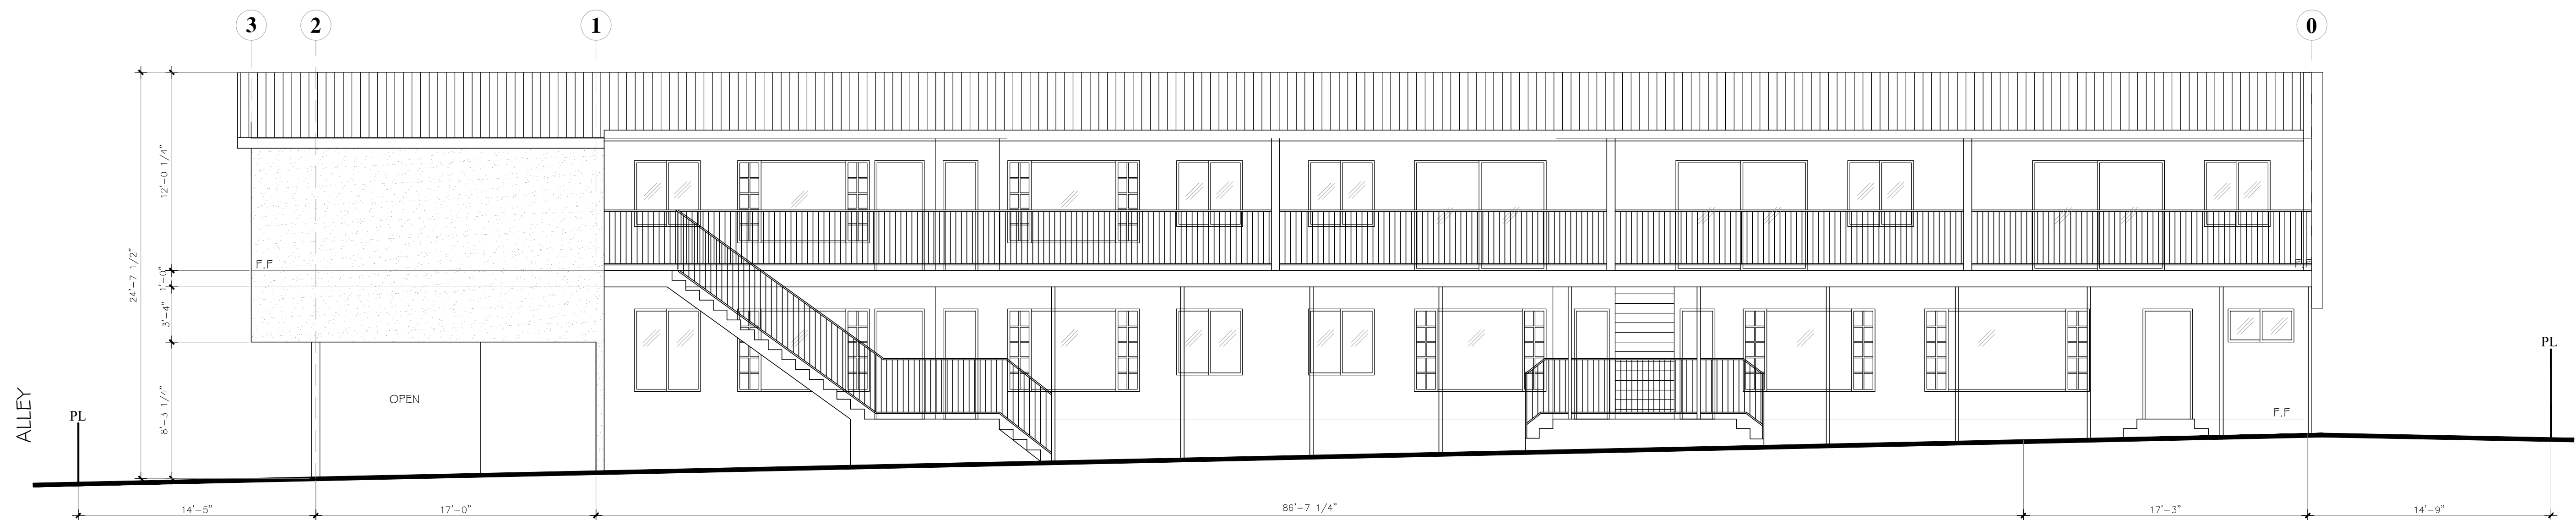 3
2
1
0
24'-7 1/2"
12'-0 1/4"
1'-0"
3'-4"
8'-3 1/4"
F.F
F.F
OPEN
F.F
ALLEY
PL
PL
14'-5"
17'-0"
86'-7 1/4"
17'-3"
14'-9"